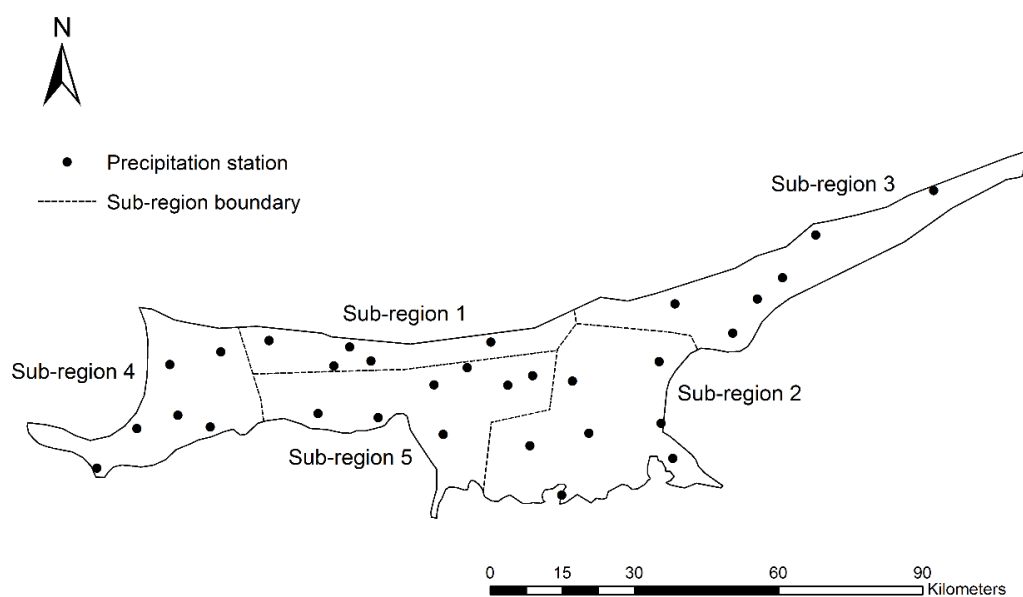 N
Precipitation station
Sub-region boundary
Sub-region 3
Sub-region 1
Sub-region 4
Sub-region 2
Sub-region 5
0 15 30 60 90
Kilometers